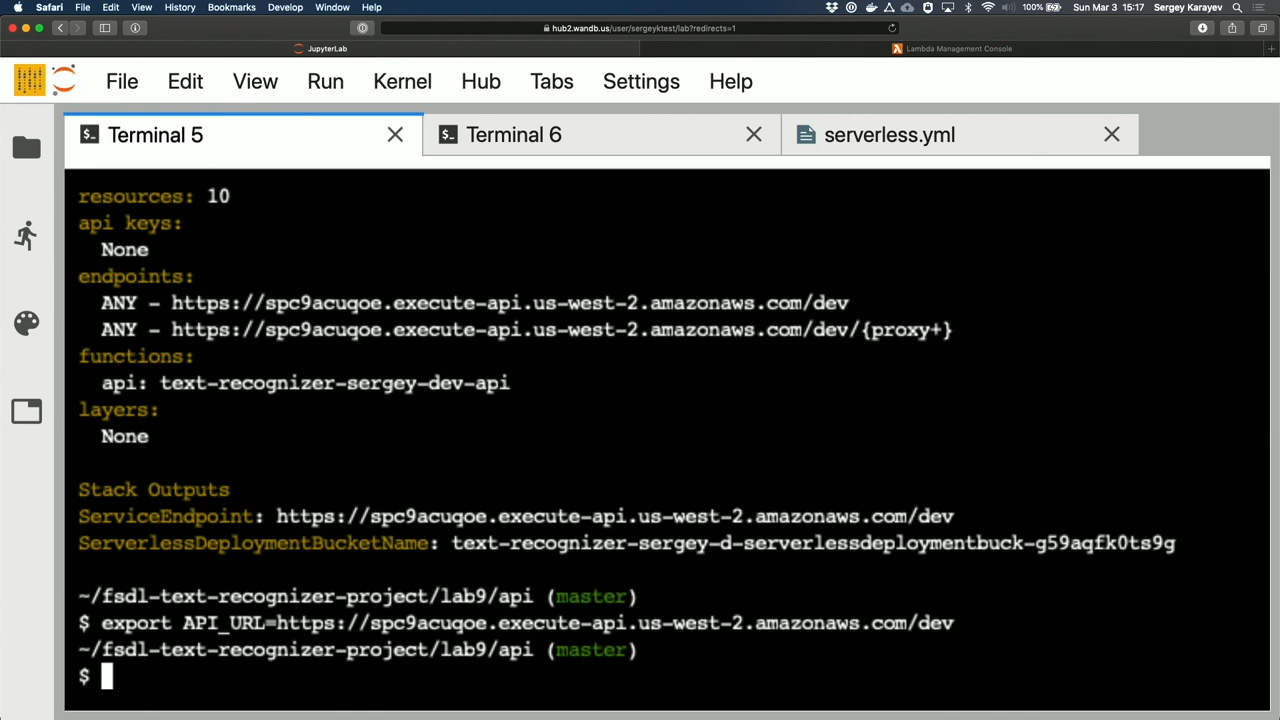 Safari File Edit View History Bookmarks Develop Window Help 100% Sun Mar 3 15:17 Sergey Karayev
hub2.wandb.us/user/sergeyktest/lab?redirects=1
JupyterLab Lambda Management Console
File Edit View Run Kernel Hub Tabs Settings Help
Terminal 5 Terminal 6 serverless.yml
resources: 10
api keys:
None
endpoints:
ANY - https://spc9acuqoe.execute-api.us-west-2.amazonaws.com/dev
ANY - https://spc9acuqoe.execute-api.us-west-2.amazonaws.com/dev/{proxy+}
functions:
api: text-recognizer-sergey-dev-api
layers:
None
Stack Outputs
ServiceEndpoint: https://spc9acuqoe.execute-api.us-west-2.amazonaws.com/dev
ServerlessDeploymentBucketName: text-recognizer-sergey-d-serverlessdeploymentbuck-g59aqfk0ts9g
~/fsdl-text-recognizer-project/lab9/api (master)
$ export API_URL=https://spc9acuqoe.execute-api.us-west-2.amazonaws.com/dev
~/fsdl-text-recognizer-project/lab9/api (master)
$